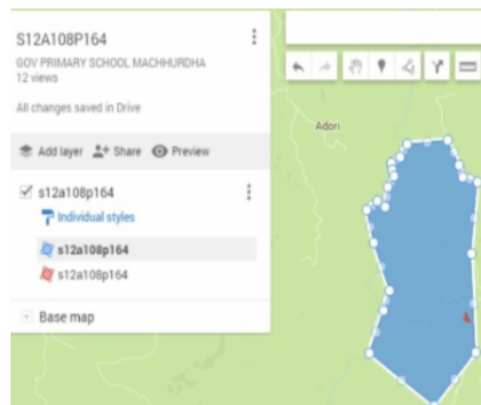 S12A108P164
GOV PRIMARY SCHOOL MACHHURDHA
12 views
All changes saved in Drive
Add layer Share Preview
s12a108p164
Individual styles
s12a108p164
s12a108p164
Base map
Adori